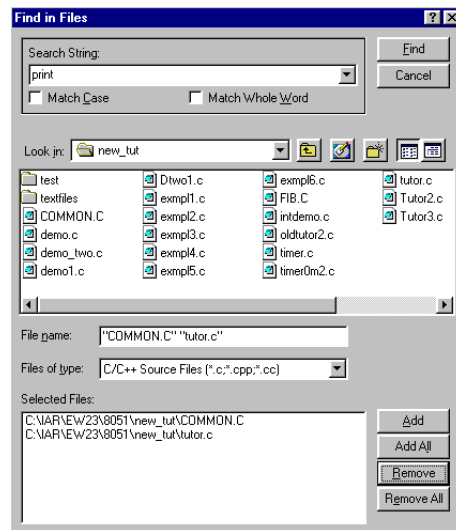 Find in Files
Search String:
Find
print
Cancel
Match Case
Match Whole Word
Look in: new_tut
test
Dtwo1.c
exmpl6.c
tutor.c
textfiles
exmpl1.c
FIB.C
Tutor2.c
COMMON.C
exmpl2.c
intdemo.c
Tutor3.c
demo.c
exmpl3.c
oldtutor2.c
demo_two.c
exmpl4.c
timer.c
demo1.c
exmpl5.c
timer0m2.c
File name: "COMMON.C" "tutor.c"
Files of type: C/C++ Source Files (*.c;*.cpp;*.cc)
Selected Files:
C:\IAR\EW23\8051\new_tut\COMMON.C
C:\IAR\EW23\8051\new_tut\tutor.c
Add
Add All
Remove
Remove All